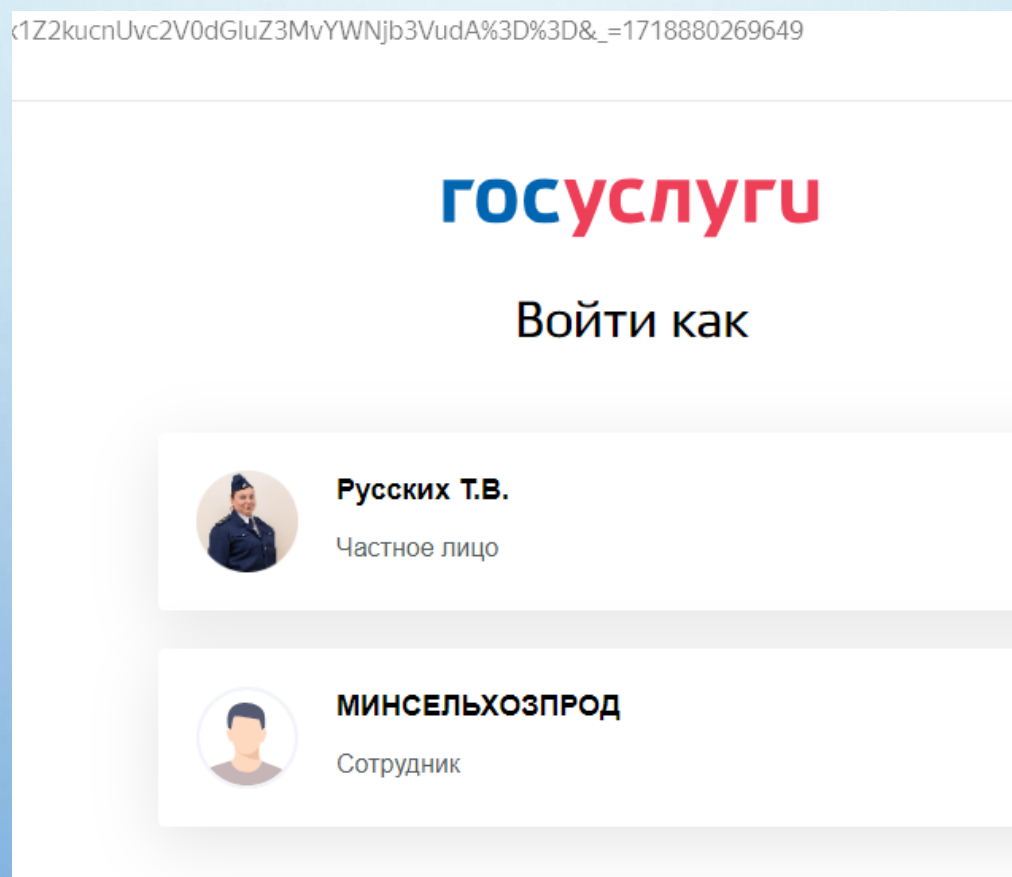 x1Z2kucnUvc2V0dGluZ3MvYWNjb3VudA%3D%3D&_=1718880269649
госуслуги
Войти как
Русских Т.В.
Частное лицо
МИНСЕЛЬХОЗПРОД
Сотрудник